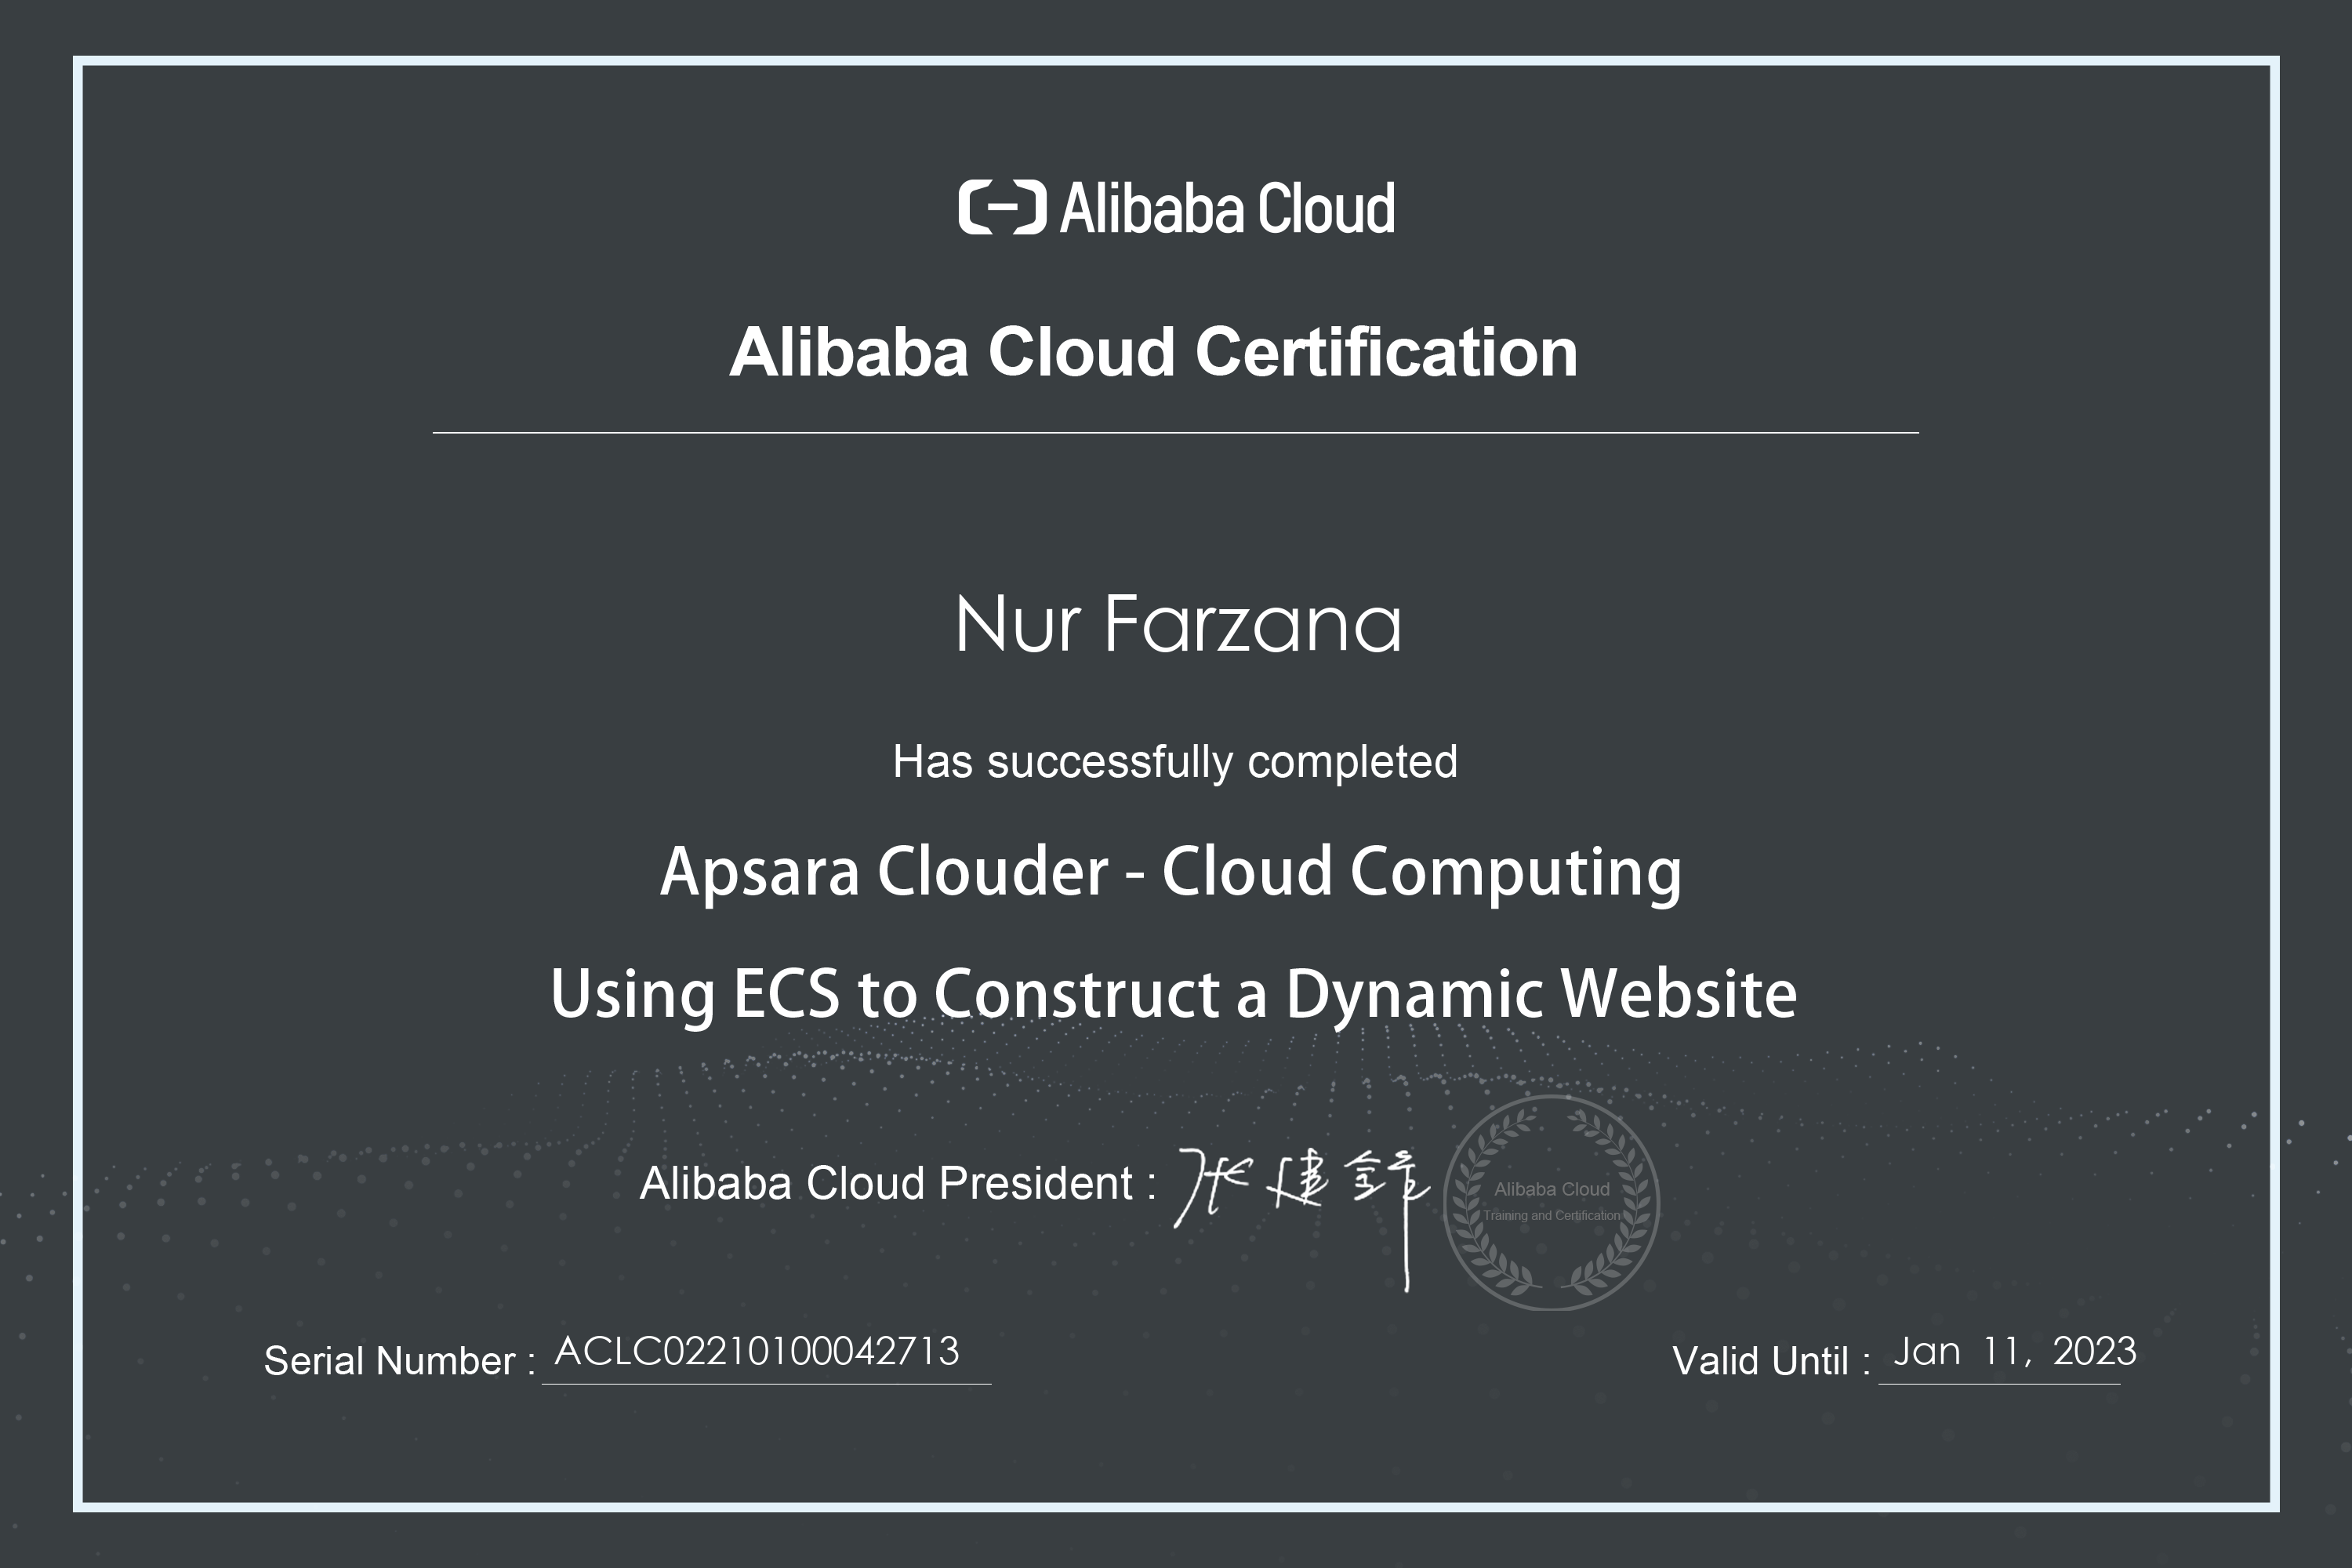 Alibaba Cloud
Alibaba Cloud Certification
Nur Farzana
Has successfully completed
Apsara Clouder - Cloud Computing
Using ECS to Construct a Dynamic Website
Alibaba Cloud President : 张建锋
Alibaba Cloud
Training and Certification
Serial Number : ACLC02210100042713
Valid Until : Jan 11, 2023